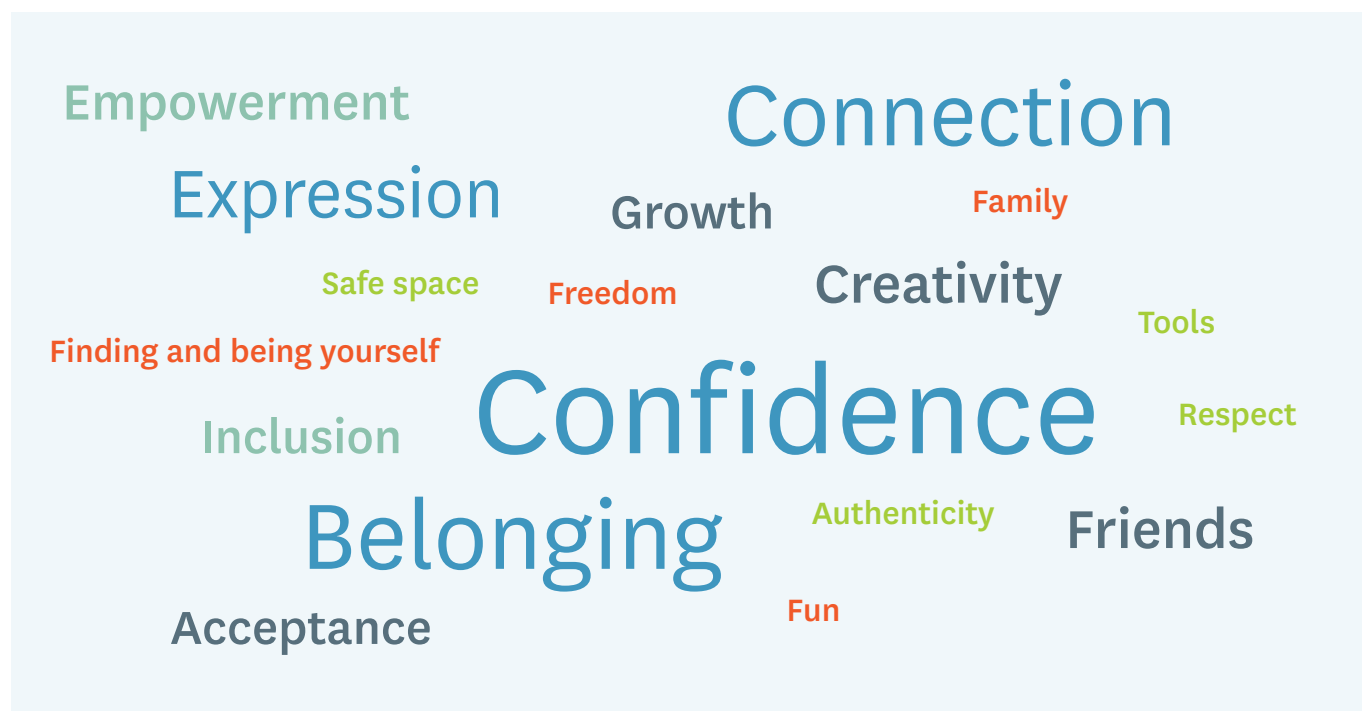 Empowerment
Connection
Expression
Growth
Family
Safe space
Freedom
Creativity
Tools
Finding and being yourself
Confidence
Respect
Inclusion
Belonging
Authenticity
Friends
Acceptance
Fun